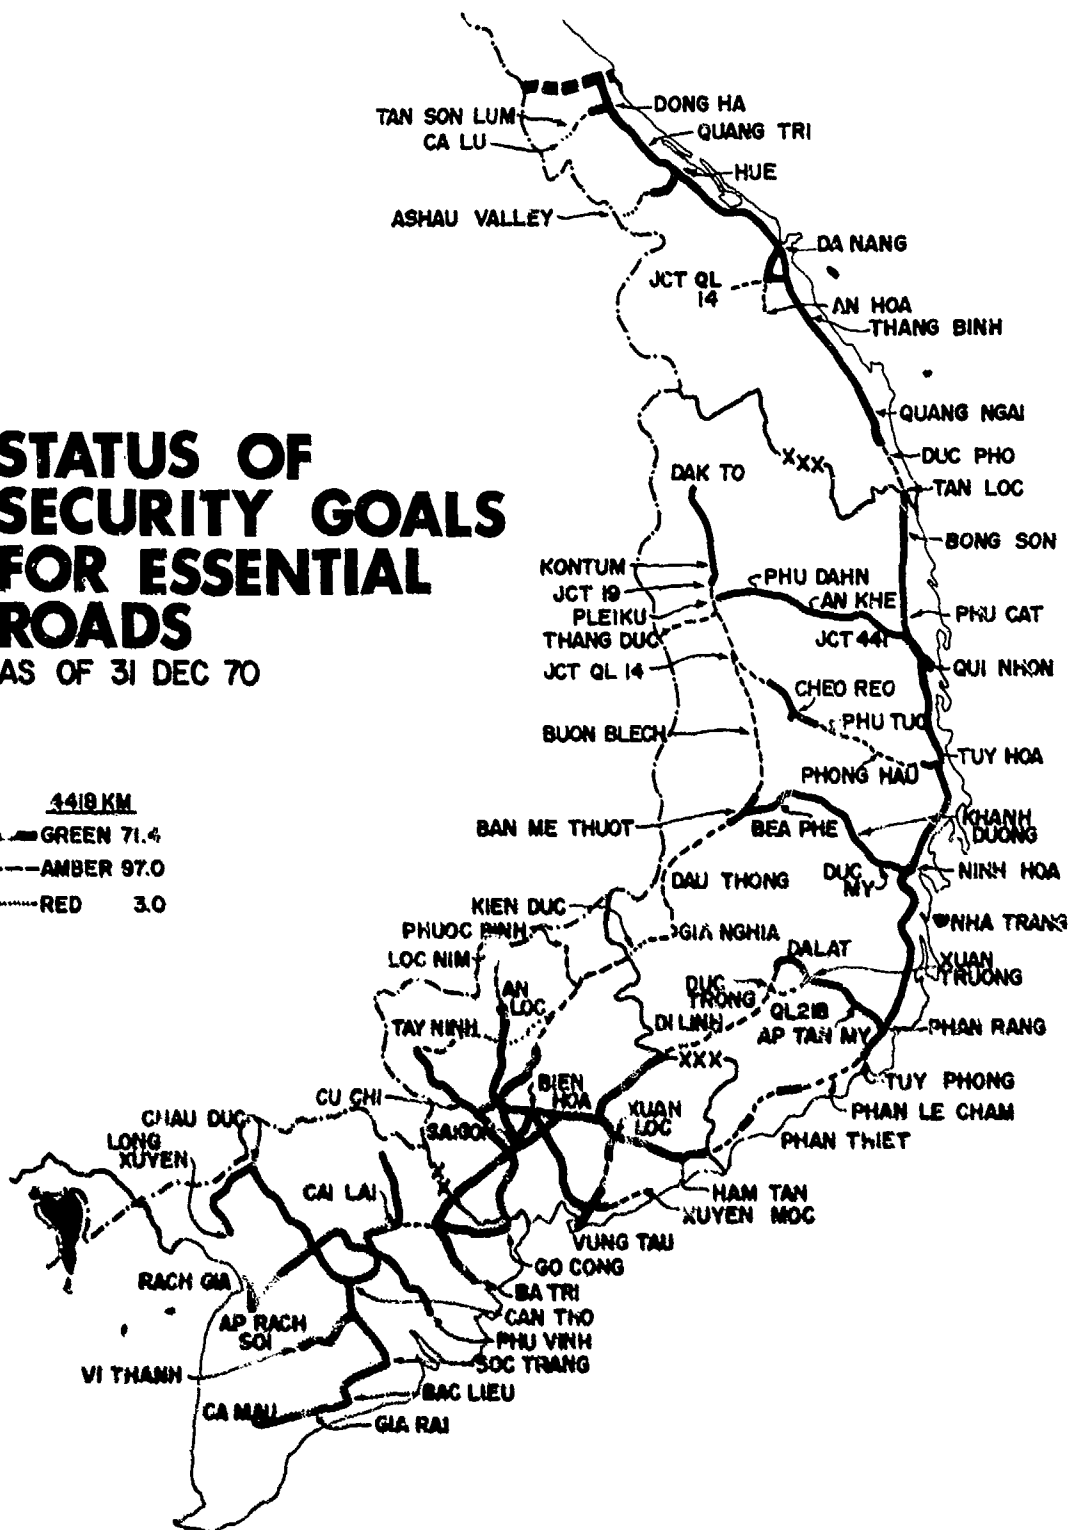 DONG HA
TAN SON LUM
QUANG TRI
CA LU
HUE
ASHAU VALLEY
DA NANG
JCT QL
14
AN HOA
THANG BINH
QUANG NGAI
STATUS OF
SECURITY GOALS
FOR ESSENTIAL
ROADS
AS OF 31 DEC 70
DUC PHO
XXX
DAK TO
TAN LOC
BONG SON
KONTUM
PHU DAHN
JCT 19
AN KHE
PLEIKU
PHU CAT
THANG DUC
JCT 441
JCT QL 14
QUI NHON
CHEO REO
PHU TUC
BUON BLECH
TUY HOA
PHONG HAU
4418 KM
GREEN 71.4
AMBER 97.0
RED 3.0
KHANH
DUONG
BAN ME THUOT
BEA PHE
DUC
MY
NINH HOA
DAU THONG
KIEN DUC
NHA TRANG
PHUOC BINH
GIA NGHIA
LOC NIM
DALAT
XUAN
TRUONG
AN
LOC
DUC
TRONG
QL21B
TAY NINH
DI LINH
AP TAN MY
PHAN RANG
XXX
BIEN
HOA
TUY PHONG
CU CHI
XUAN
LOC
PHAN LE CHAM
CHAU DUC
SAIGON
PHAN THIET
LONG
XUYEN
XX
CAI LAI
HAM TAN
XUYEN MOC
VUNG TAU
GO CONG
RACH GIA
BA TRI
CAN THO
AP RACH
SOI
PHU VINH
SOC TRANG
VI THANH
BAC LIEU
CA MAU
GIA RAI